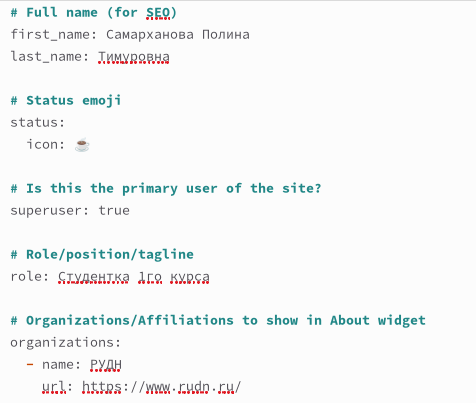 # Full name (for SEO)
first_name: Самарханова Полина
last_name: Тимуровна
# Status emoji
status:
icon: ☕
# Is this the primary user of the site?
superuser: true
# Role/position/tagline
role: Студентка 1го курса
# Organizations/Affiliations to show in About widget
organizations:
- name: РУДН
url: https://www.rudn.ru/